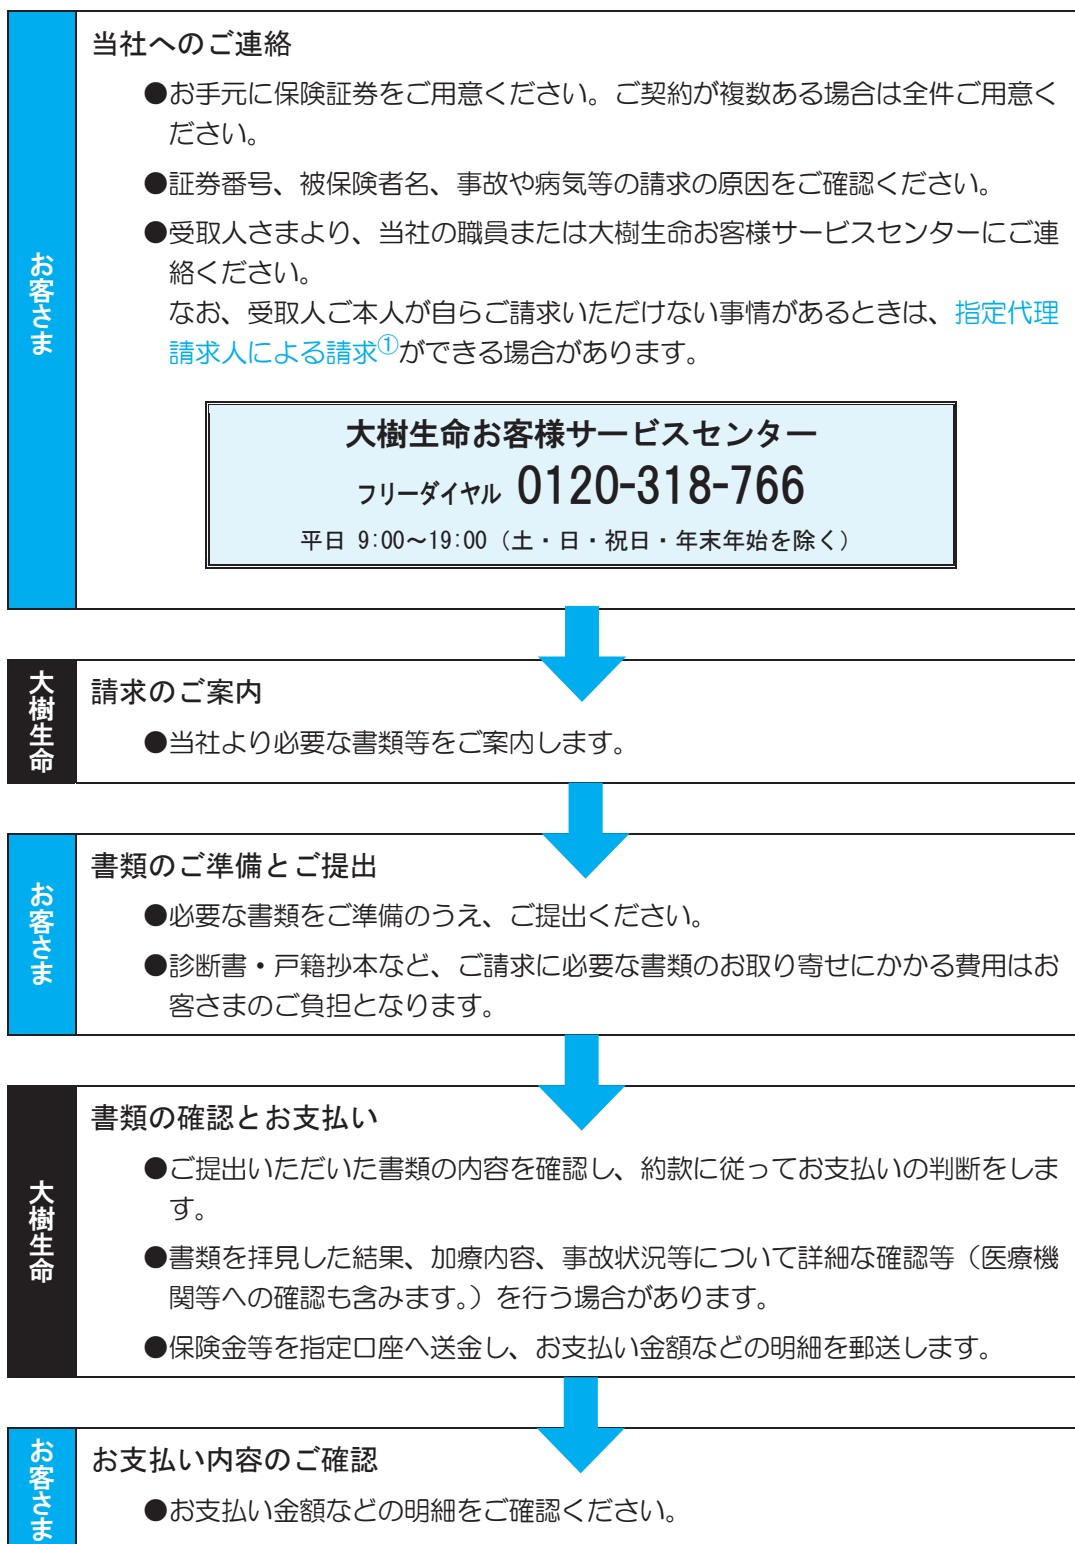 お客さま
当社へのご連絡
●お手元に保険証券をご用意ください。ご契約が複数ある場合は全件ご用意く
ださい。
●証券番号、被保険者名、事故や病気等の請求の原因をご確認ください。
●受取人さまより、当社の職員または大樹生命お客様サービスセンターにご連
絡ください。
なお、受取人ご本人が自らご請求いただけない事情があるときは、指定代理
請求人による請求①ができる場合があります。
大樹生命お客様サービスセンター
フリーダイヤル 0120-318-766
平日 9:00～19:00（土・日・祝日・年末年始を除く）
大樹生命
請求のご案内
●当社より必要な書類等をご案内します。
お客さま
書類のご準備とご提出
●必要な書類をご準備のうえ、ご提出ください。
●診断書・戸籍抄本など、ご請求に必要な書類のお取り寄せにかかる費用はお
客さまのご負担となります。
大樹生命
書類の確認とお支払い
●ご提出いただいた書類の内容を確認し、約款に従ってお支払いの判断をしま
す。
●書類を拝見した結果、加療内容、事故状況等について詳細な確認等（医療機
関等への確認も含みます。）を行う場合があります。
●保険金等を指定口座へ送金し、お支払い金額などの明細を郵送します。
お客さま
お支払い内容のご確認
●お支払い金額などの明細をご確認ください。